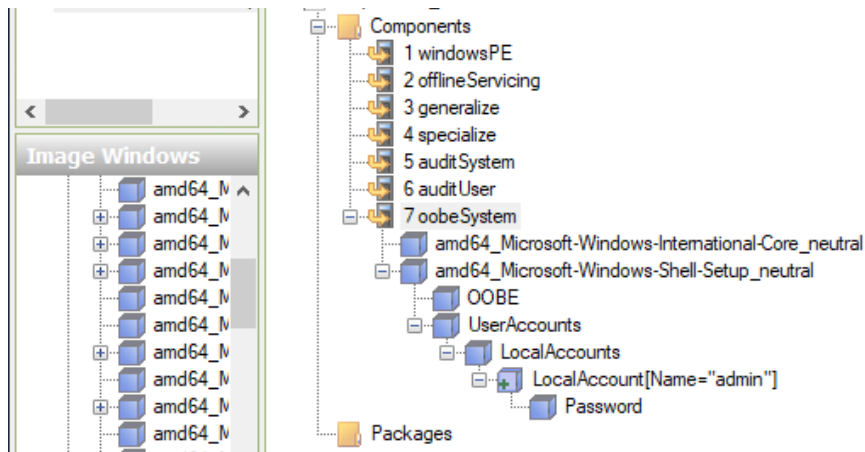 Components
1 windowsPE
2 offlineServicing
3 generalize
4 specialize
5 auditSystem
6 auditUser
7 oobeSystem
amd64_Microsoft-Windows-International-Core_neutral
amd64_Microsoft-Windows-Shell-Setup_neutral
OOBE
UserAccounts
LocalAccounts
LocalAccount[Name="admin"]
Password
Packages
Image Windows
amd64_M
amd64_M
amd64_M
amd64_M
amd64_M
amd64_M
amd64_M
amd64_M
amd64_M
amd64_M